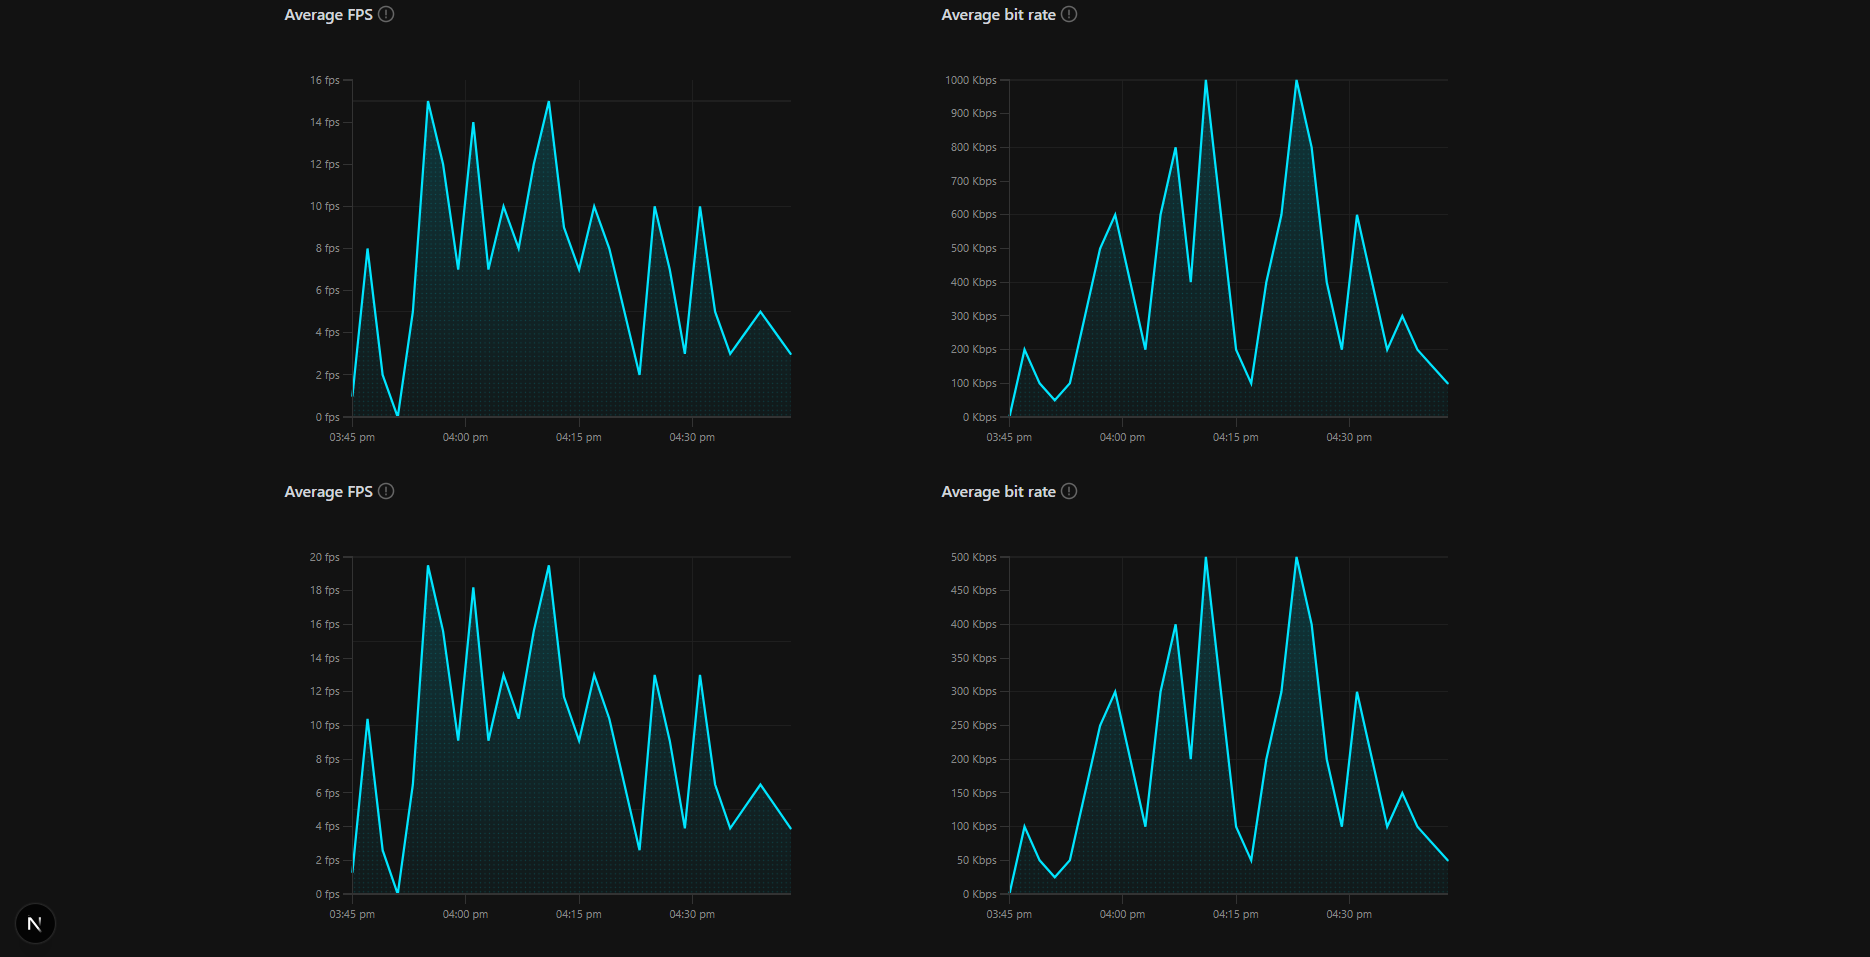 Average FPS
16 fps
14 fps
12 fps
10 fps
8 fps
6 fps
4 fps
2 fps
0 fps
03:45 pm 04:00 pm 04:15 pm 04:30 pm
Average bit rate
1000 Kbps
900 Kbps
800 Kbps
700 Kbps
600 Kbps
500 Kbps
400 Kbps
300 Kbps
200 Kbps
100 Kbps
0 Kbps
03:45 pm 04:00 pm 04:15 pm 04:30 pm
Average FPS
20 fps
18 fps
16 fps
14 fps
12 fps
10 fps
8 fps
6 fps
4 fps
2 fps
0 fps
03:45 pm 04:00 pm 04:15 pm 04:30 pm
Average bit rate
500 Kbps
450 Kbps
400 Kbps
350 Kbps
300 Kbps
250 Kbps
200 Kbps
150 Kbps
100 Kbps
50 Kbps
0 Kbps
03:45 pm 04:00 pm 04:15 pm 04:30 pm
N